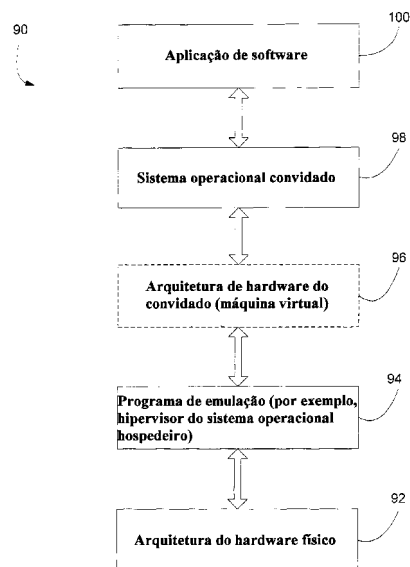 90
100
Aplicação de software
98
Sistema operacional convidado
96
Arquitetura de hardware do
convidado (máquina virtual)
94
Programa de emulação (por exemplo,
hipervisor do sistema operacional
hospedeiro)
92
Arquitetura do hardware físico